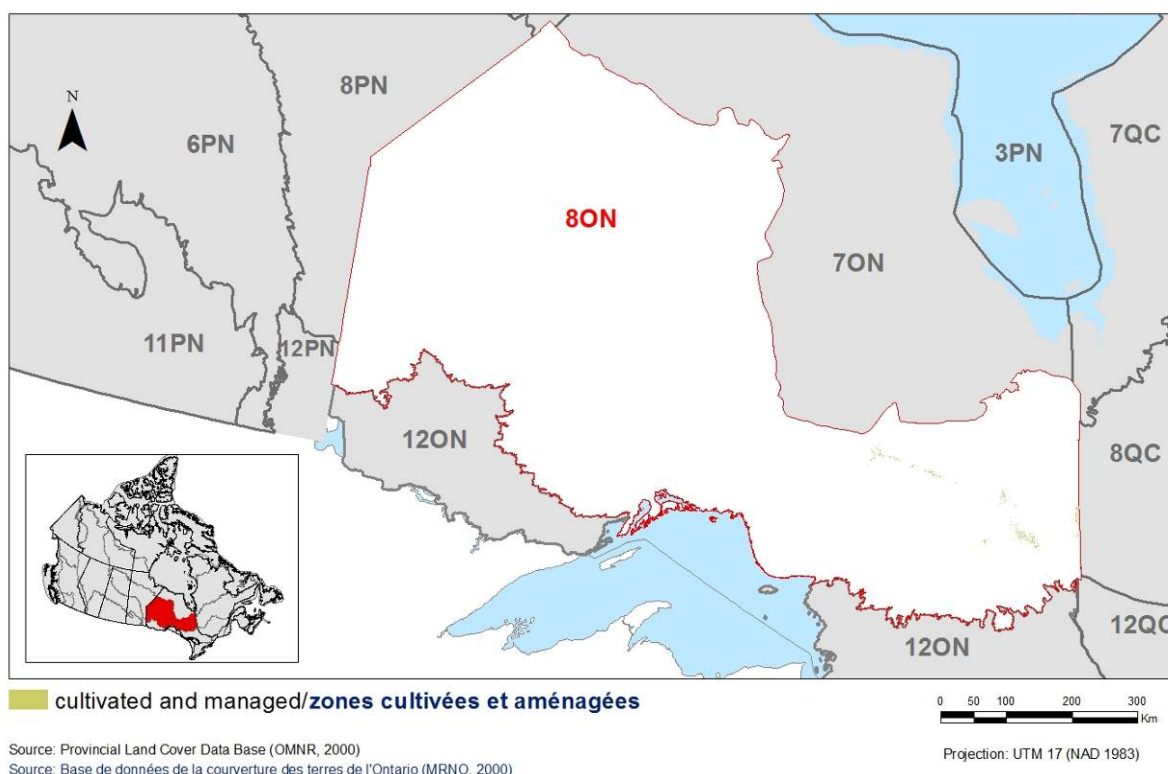 8PN
N
6PN
3PN
7QC
8ON
7ON
11PN
12PN
12ON
8QC
12ON
12QC
cultivated and managed/zones cultivées et aménagées
0 50 100 200 300
Km
Source: Provincial Land Cover Data Base (OMNR, 2000)
Projection: UTM 17 (NAD 1983)
Source: Base de données de la courverture des terres de l'Ontario (MRNO, 2000)